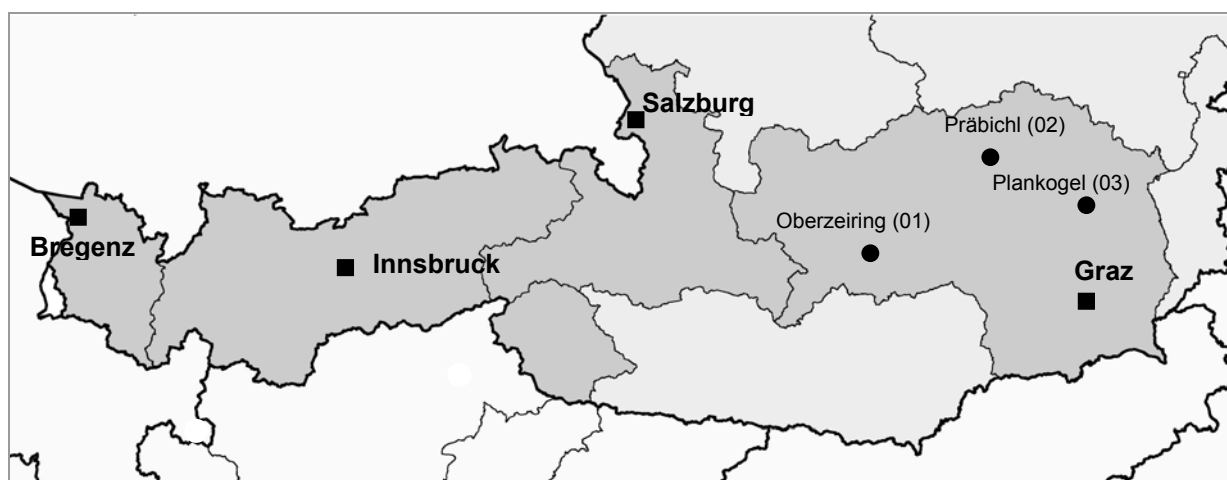 Salzburg
Präbichl (02)
Plankogel (03)
Oberzeiring (01)
Bregenz
Innsbruck
Graz